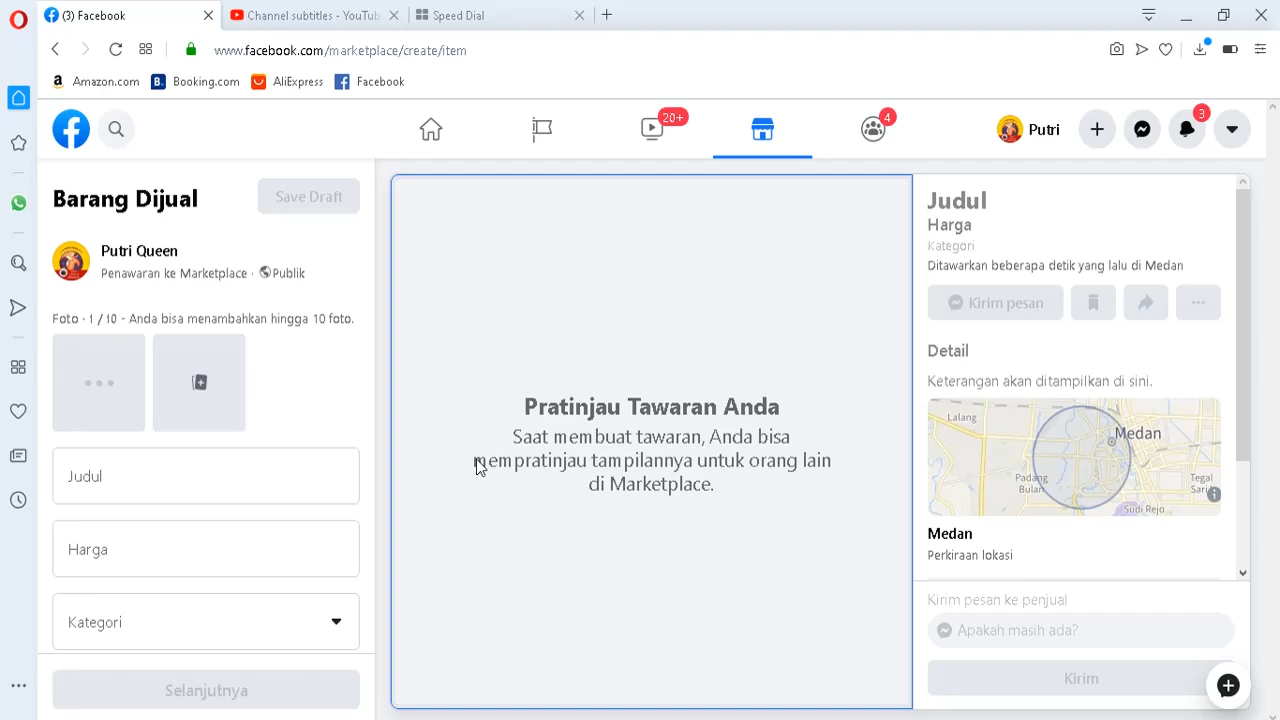 (3) Facebook
Channel subtitles - YouTub
Speed Dial
www.facebook.com/marketplace/create/item
Amazon.com
Booking.com
AliExpress
Facebook
20+
4
Putri
3
Barang Dijual
Save Draft
Putri Queen
Penawaran ke Marketplace · Publik
Foto · 1 / 10 - Anda bisa menambahkan hingga 10 foto.
Judul
Harga
Kategori
Selanjutnya
Pratinjau Tawaran Anda
Saat membuat tawaran, Anda bisa
mempratinjau tampilannya untuk orang lain
di Marketplace.
Judul
Harga
Kategori
Ditawarkan beberapa detik yang lalu di Medan
Kirim pesan
Detail
Keterangan akan ditampilkan di sini.
Lalang
Medan
Padang
Bulan
Tegal
Sari
Sudi Rejo
Medan
Perkiraan lokasi
Kirim pesan ke penjual
Apakah masih ada?
Kirim